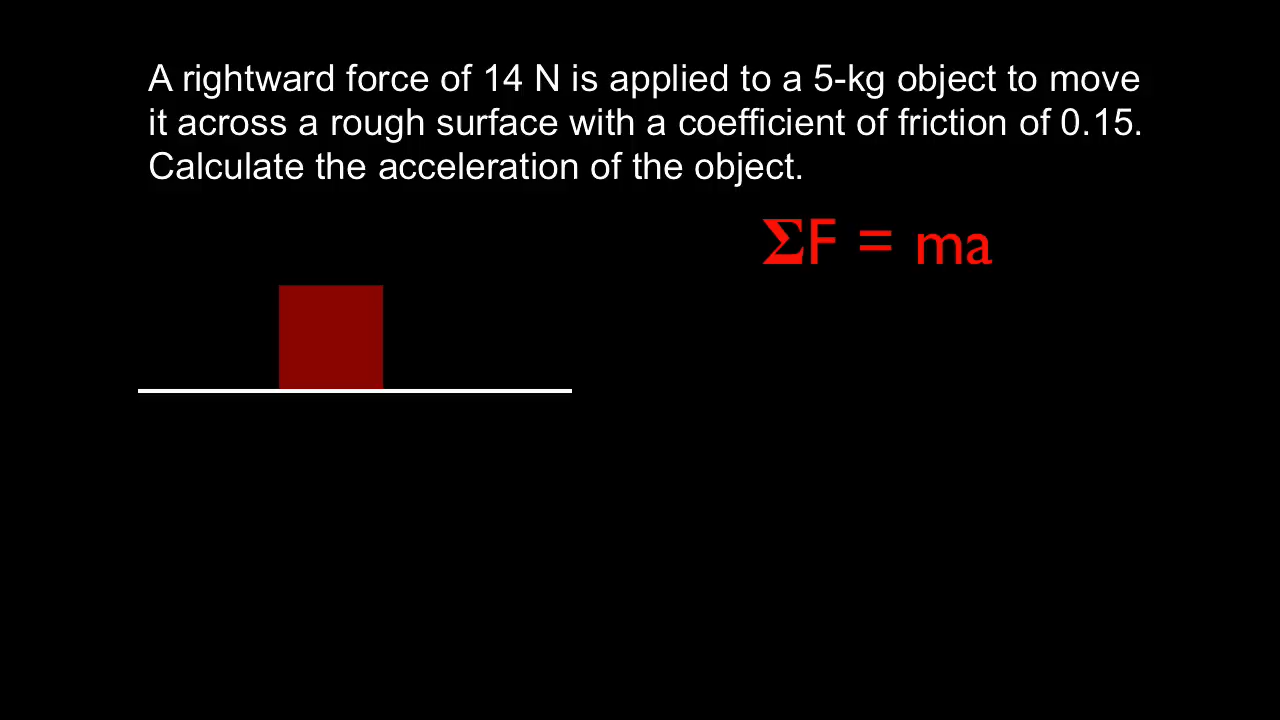 A rightward force of 14 N is applied to a 5-kg object to move
it across a rough surface with a coefficient of friction of 0.15.
Calculate the acceleration of the object.
ΣF = ma